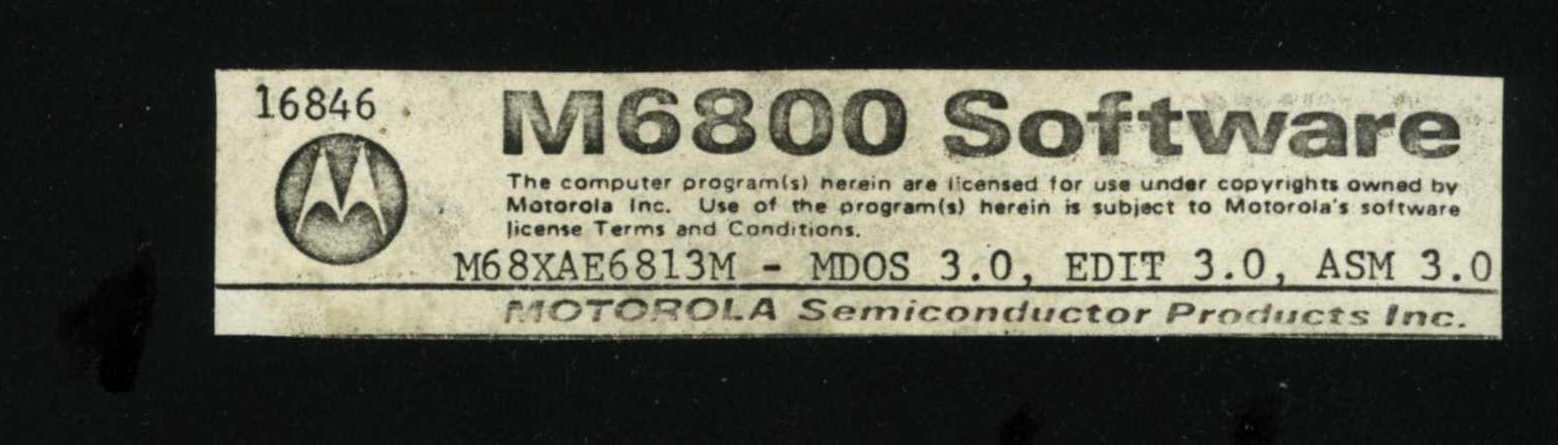 16846
M6800 Software
The computer program(s) herein are licensed for use under copyrights owned by
Motorola Inc. Use of the program(s) herein is subject to Motorola's software
license Terms and Conditions.
M68XAE6813M - MDOS 3.0, EDIT 3.0, ASM 3.0
MOTOROLA Semiconductor Products Inc.